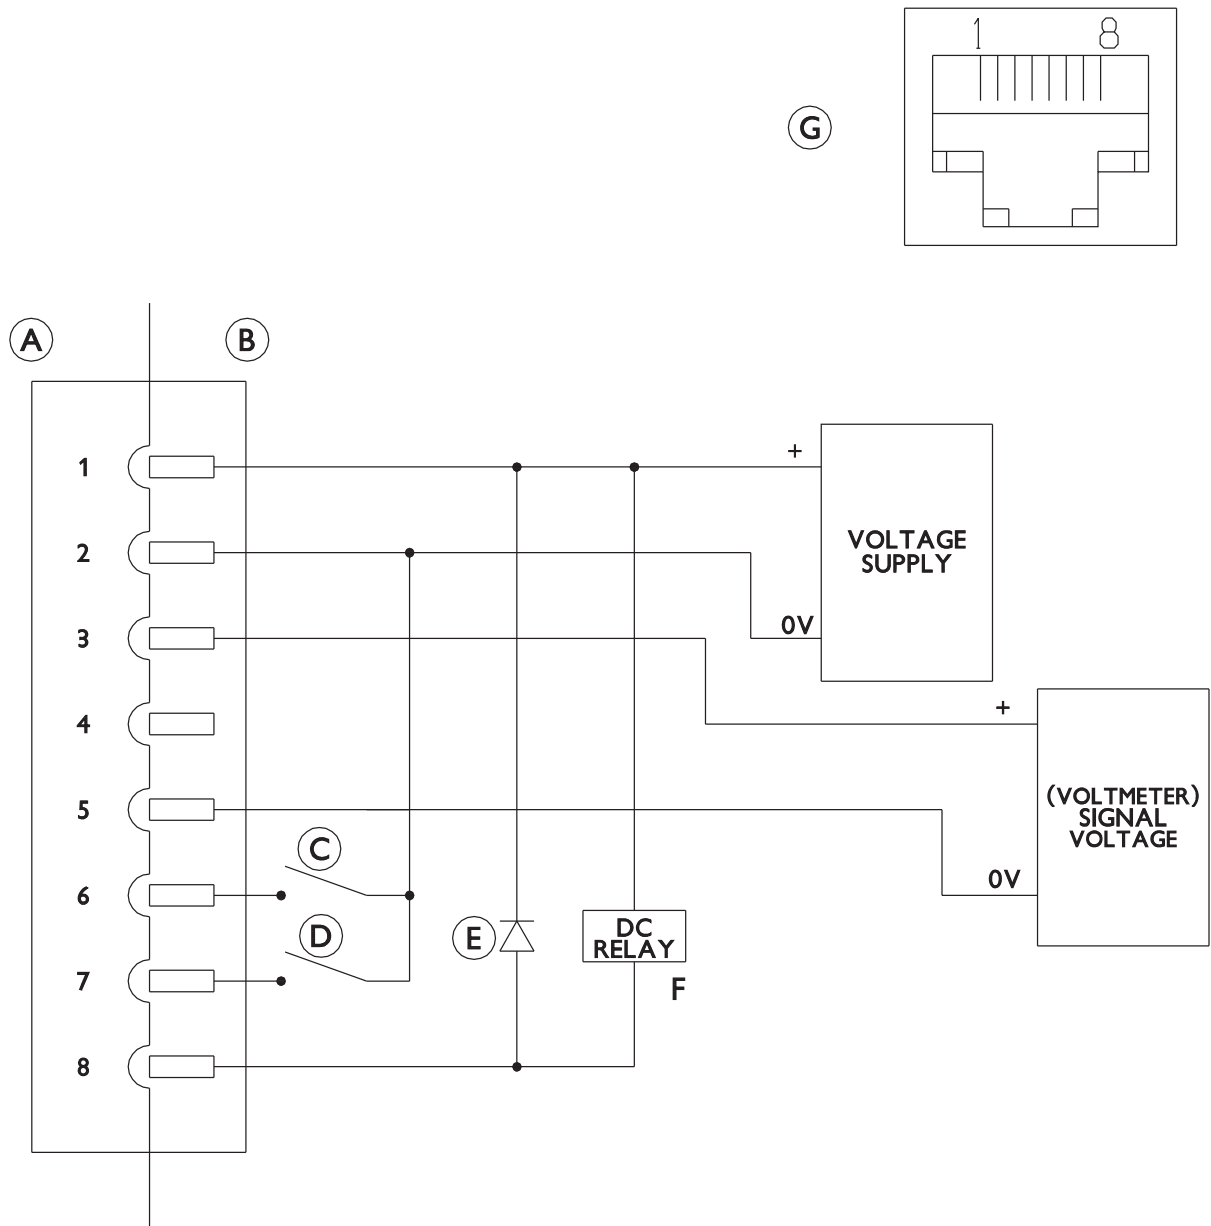 1 8
G
A B
1
+
2
VOLTAGE
SUPPLY
3
0V
4
+
5
(VOLTMETER)
SIGNAL
VOLTAGE
C
6
0V
D
E
DC
RELAY
7
F
8